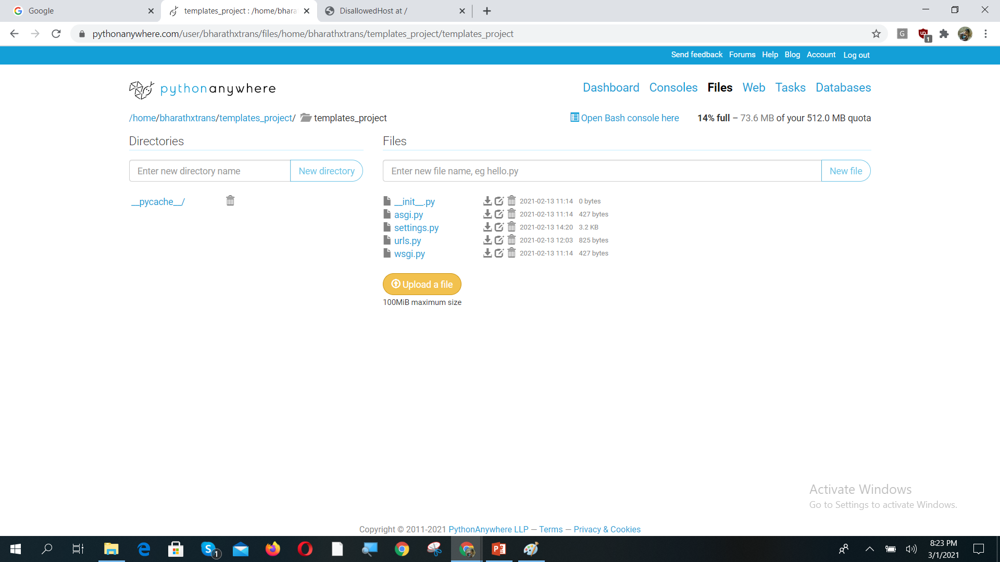 Google
templates_project : /home/bhara
DisallowedHost at /
pythonanywhere.com/user/bharathxtrans/files/home/bharathxtrans/templates_project/templates_project
G
1
Send feedback Forums Help Blog Account Log out
pythonanywhere
Dashboard Consoles Files Web Tasks Databases
/home/bharathxtrans/templates_project/ templates_project
Open Bash console here
14% full – 73.6 MB of your 512.0 MB quota
Directories
Files
Enter new directory name
New directory
Enter new file name, eg hello.py
New file
__pycache__/
__init__.py 2021-02-13 11:14 0 bytes
asgi.py 2021-02-13 11:14 427 bytes
settings.py 2021-02-13 14:20 3.2 KB
urls.py 2021-02-13 12:03 825 bytes
wsgi.py 2021-02-13 11:14 427 bytes
Upload a file
100MiB maximum size
Activate Windows
Go to Settings to activate Windows.
Copyright © 2011-2021 PythonAnywhere LLP — Terms — Privacy & Cookies
S
1
8:23 PM
3/1/2021